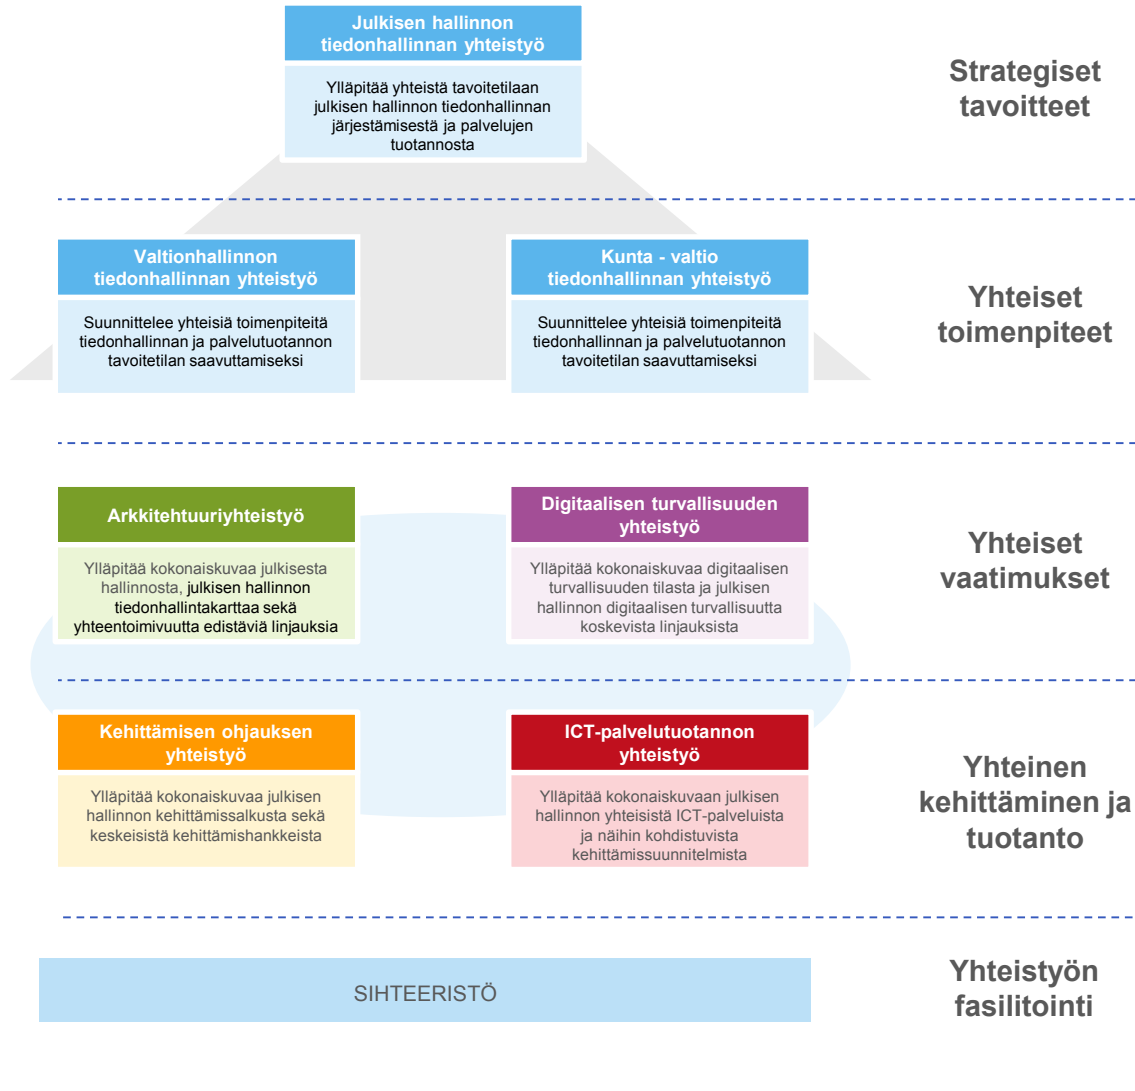 Julkisen hallinnon
tiedonhallinnan yhteistyö
Ylläpitää yhteistä tavoitetilaan
julkisen hallinnon tiedonhallinnan
järjestämisestä ja palvelujen
tuotannosta
Strategiset
tavoitteet
Valtionhallinnon
tiedonhallinnan yhteistyö
Suunnittelee yhteisiä toimenpiteitä
tiedonhallinnan ja palvelutuotannon
tavoitetilan saavuttamiseksi
Kunta - valtio
tiedonhallinnan yhteistyö
Suunnittelee yhteisiä toimenpiteitä
tiedonhallinnan ja palvelutuotannon
tavoitetilan saavuttamiseksi
Yhteiset
toimenpiteet
Arkkitehtuuriyhteistyö
Ylläpitää kokonaiskuvaa julkisesta
hallinnosta, julkisen hallinnon
tiedonhallintakarttaa sekä
yhteentoimivuutta edistäviä linjauksia
Digitaalisen turvallisuuden
yhteistyö
Ylläpitää kokonaiskuvaa digitaalisen
turvallisuuden tilasta ja julkisen
hallinnon digitaalisen turvallisuutta
koskevista linjauksista
Yhteiset
vaatimukset
Kehittämisen ohjauksen
yhteistyö
Ylläpitää kokonaiskuvaa julkisen
hallinnon kehittämissalkusta sekä
keskeisistä kehittämishankkeista
ICT-palvelutuotannon
yhteistyö
Ylläpitää kokonaiskuvaan julkisen
hallinnon yhteisistä ICT-palveluista
ja näihin kohdistuvista
kehittämissuunnitelmista
Yhteinen
kehittäminen ja
tuotanto
SIHTEERISTÖ
Yhteistyön
fasilitointi